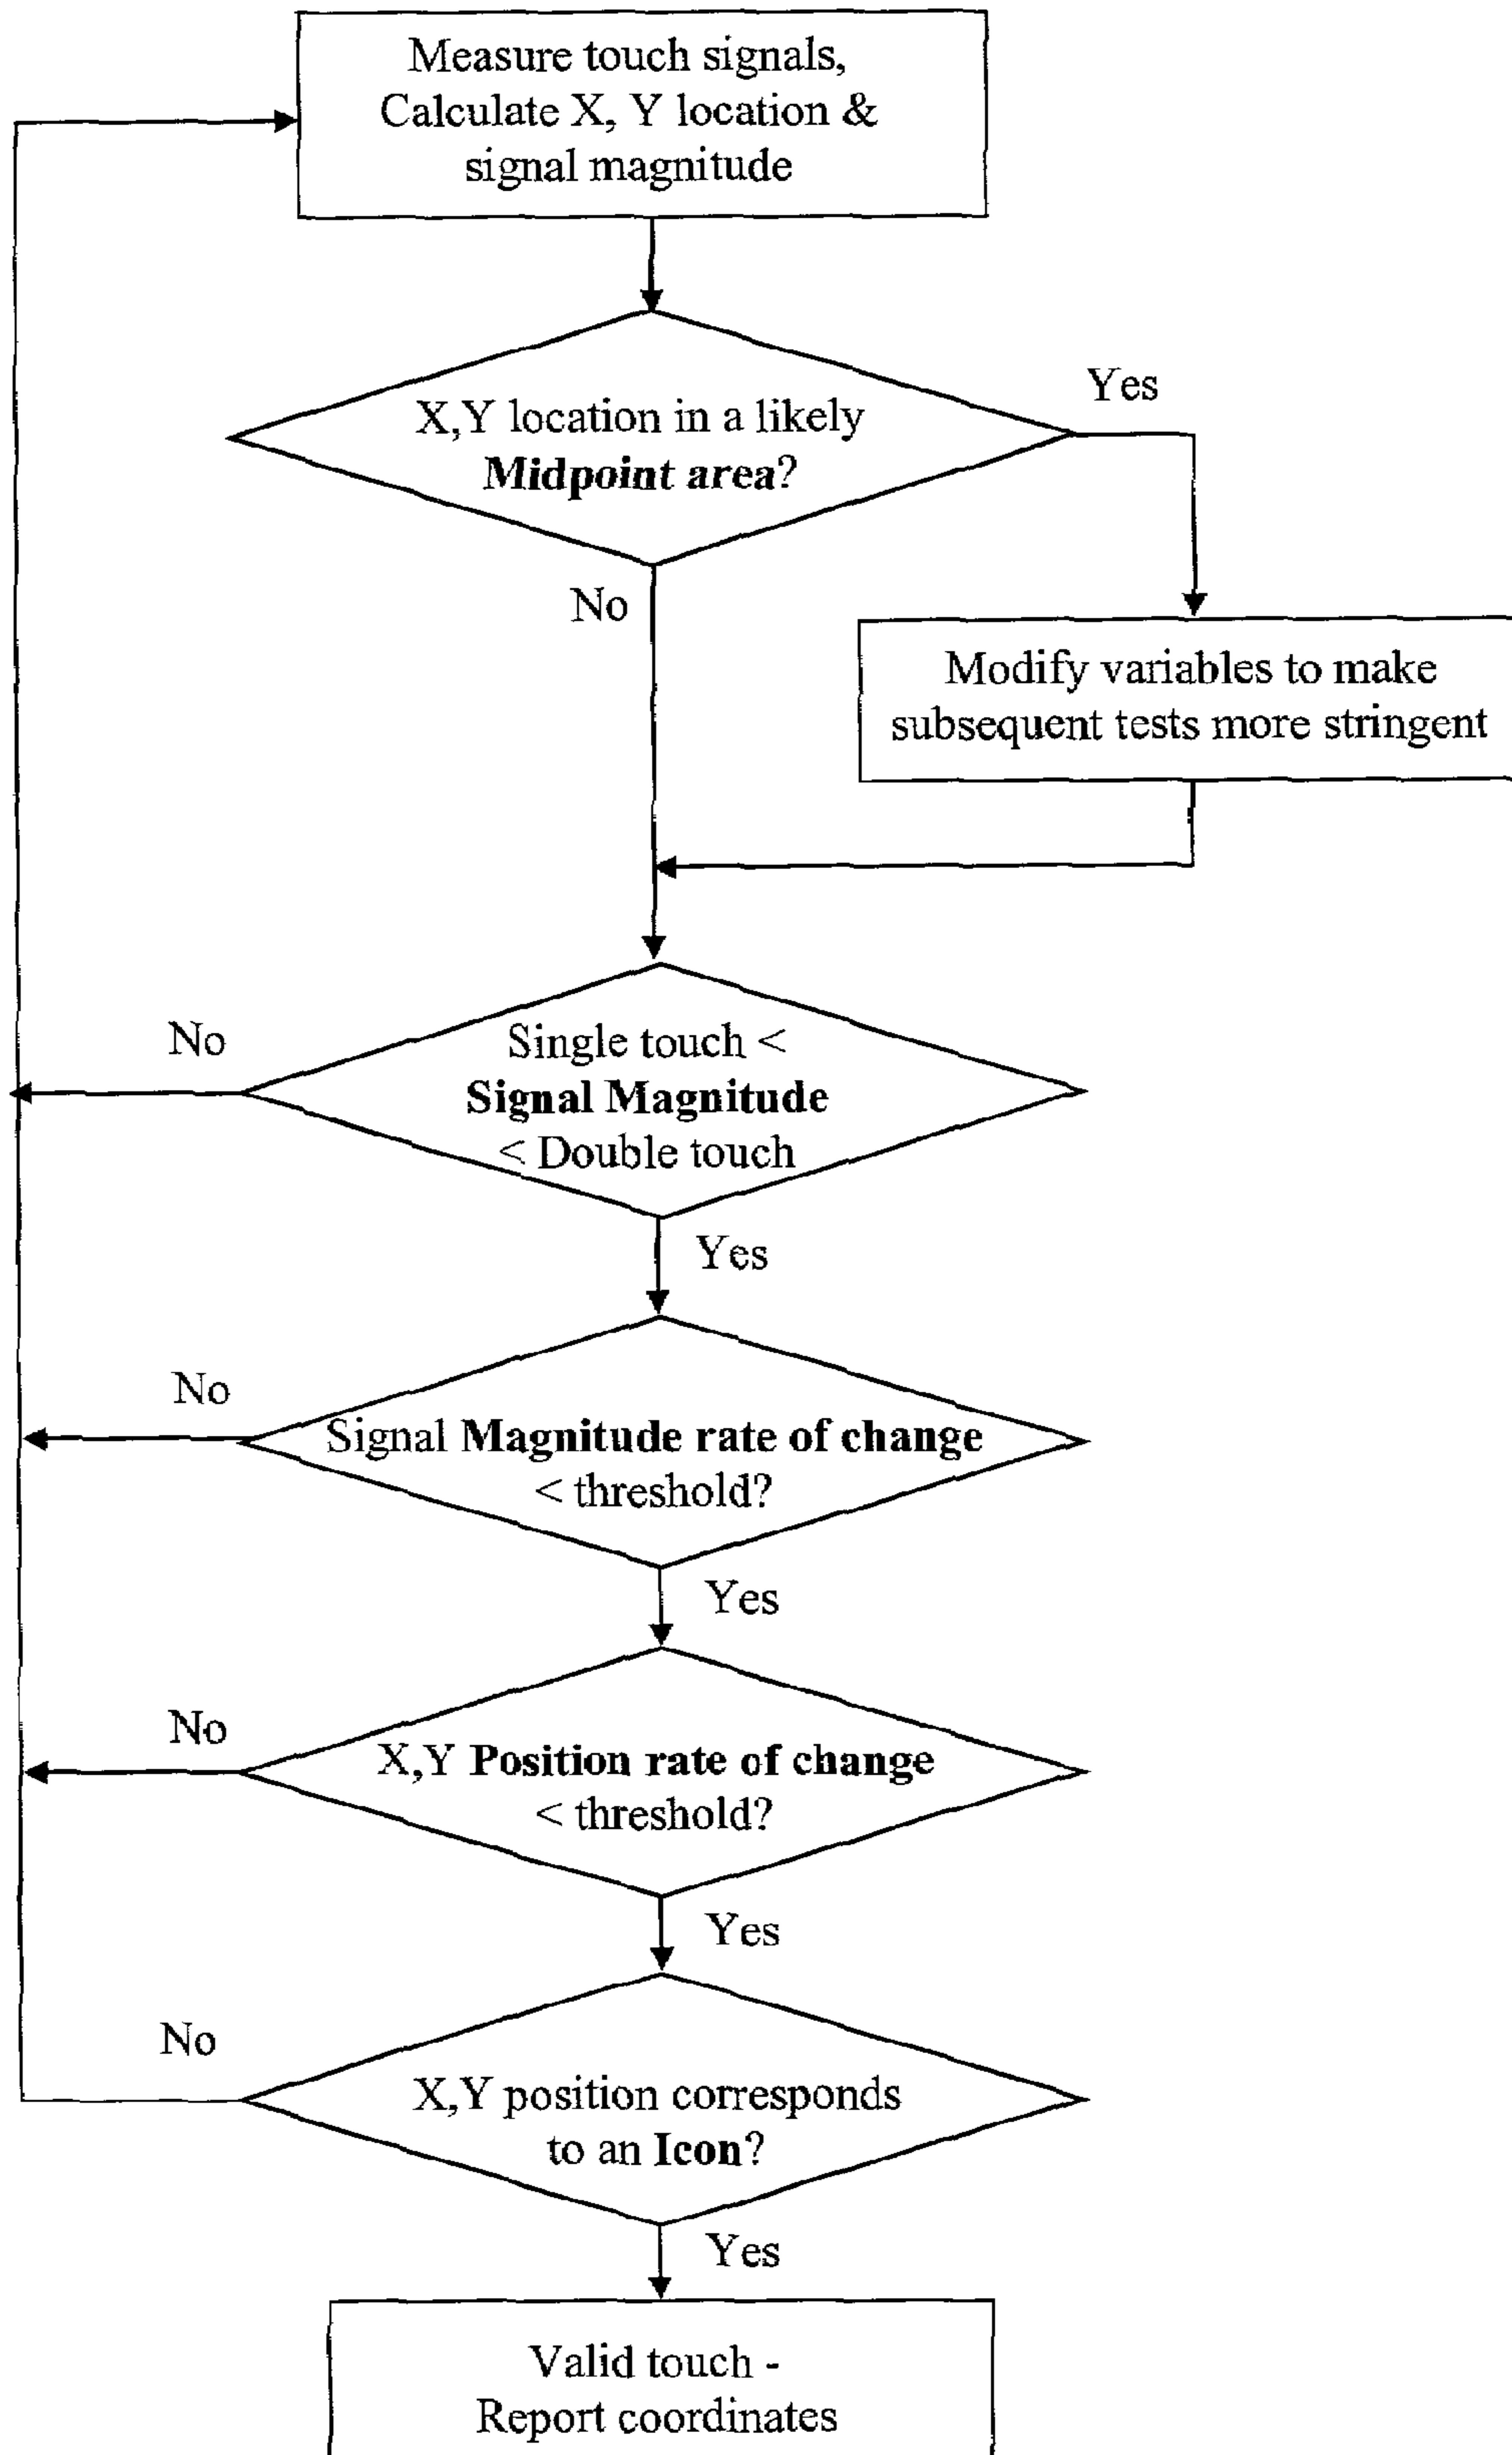 Measure touch signals,
Calculate X, Y location &
signal magnitude
X,Y location in a likely
Midpoint area?
Yes
No
Modify variables to make
subsequent tests more stringent
No
Single touch <
Signal Magnitude
< Double touch
Yes
No
Signal Magnitude rate of change
< threshold?
Yes
No
X,Y Position rate of change
< threshold?
Yes
No
X,Y position corresponds
to an Icon?
Yes
Valid touch -
Report coordinates